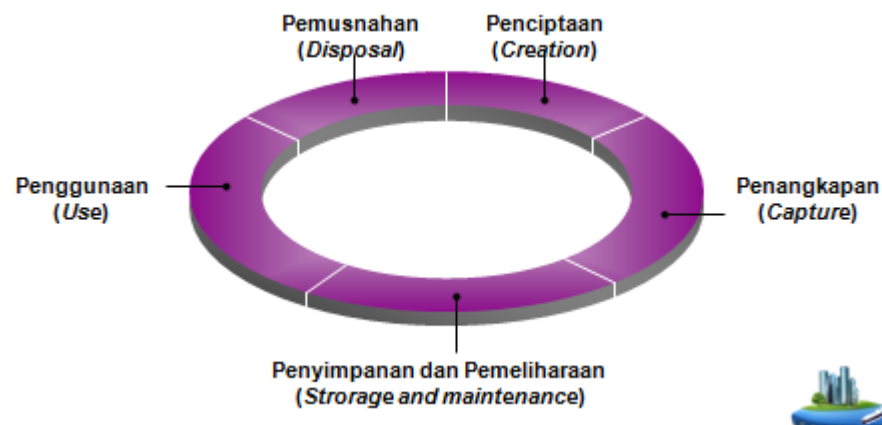 Pemusnahan
(Disposal)
Penciptaan
(Creation)
Penggunaan
(Use)
Penangkapan
(Capture)
Penyimpanan dan Pemeliharaan
(Strorage and maintenance)